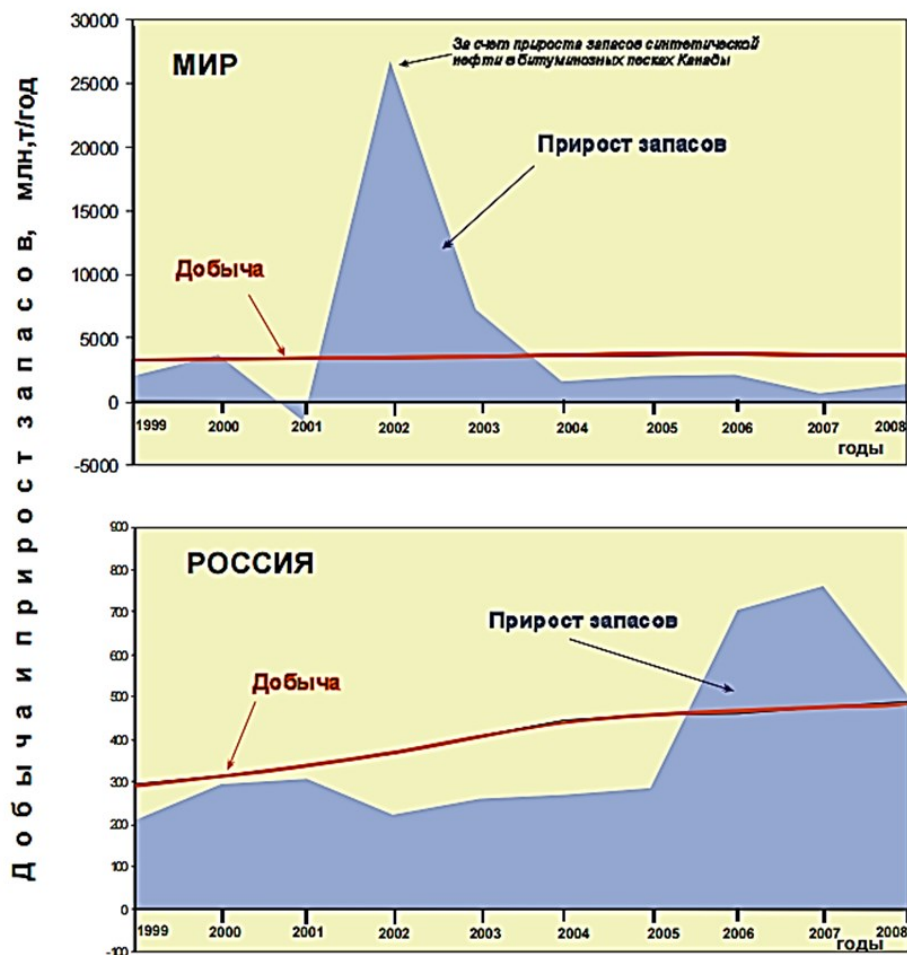 Добыча и прирост запасов, млн,т/год
30000
25000
20000
15000
10000
5000
0
-5000
МИР
За счет прироста запасов синтетической
нефти в битуминозных песках Канады
Прирост запасов
Добыча
1999 2000 2001 2002 2003 2004 2005 2006 2007 2008
годы
900
800
700
600
500
400
300
200
100
0
-100
РОССИЯ
Прирост запасов
Добыча
1999 2000 2001 2002 2003 2004 2005 2006 2007 2008
годы